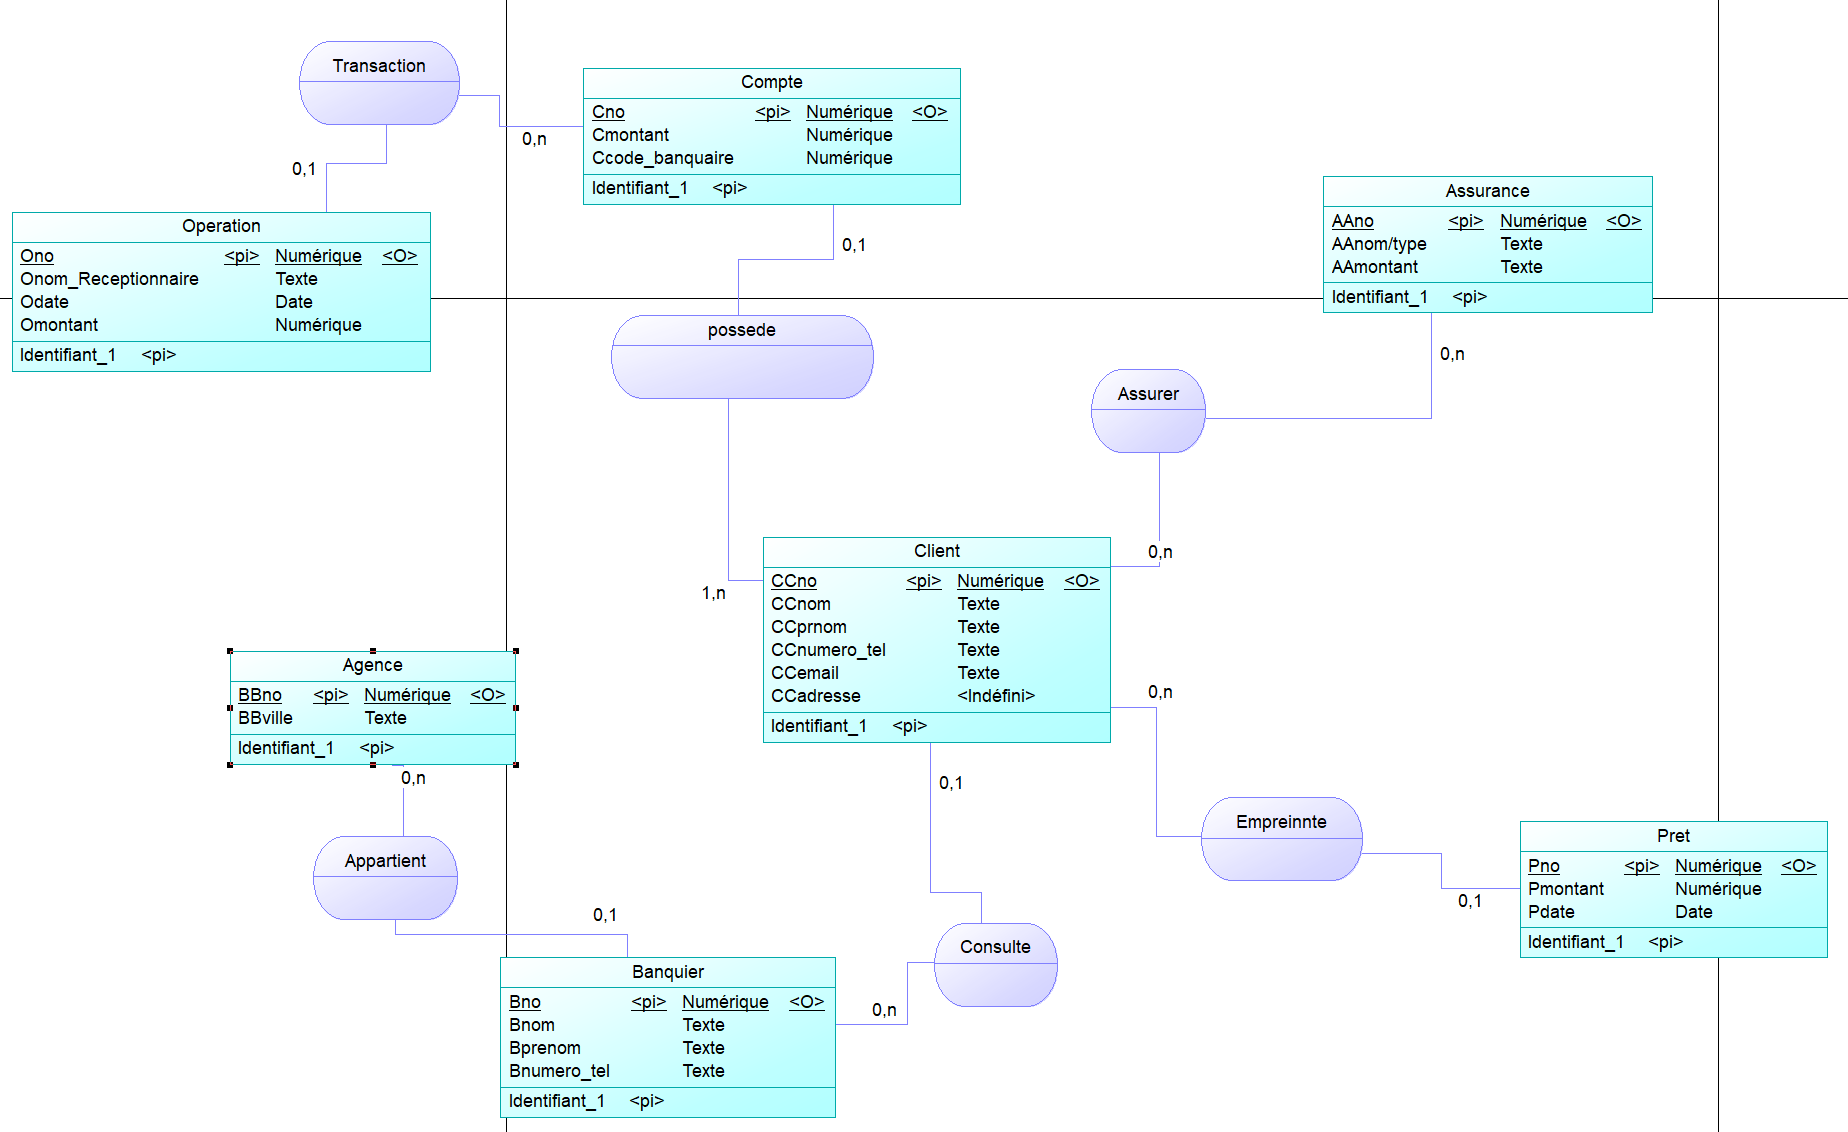 Transaction
0,n
0,1
Compte
Cno <pi> Numérique <O>
Cmontant Numérique
Ccode_banquaire Numérique
Identifiant_1 <pi>
0,1
Operation
Ono <pi> Numérique <O>
Onom_Receptionnaire Texte
Odate Date
Omontant Numérique
Identifiant_1 <pi>
Assurance
AAno <pi> Numérique <O>
AAnom/type Texte
AAmontant Texte
Identifiant_1 <pi>
0,n
possede
Assurer
0,n
1,n
Client
CCno <pi> Numérique <O>
CCnom Texte
CCprnom Texte
CCnumero_tel Texte
CCemail Texte
CCadresse <Indéfini>
Identifiant_1 <pi>
0,n
0,1
Agence
BBno <pi> Numérique <O>
BBville Texte
Identifiant_1 <pi>
0,n
Appartient
0,1
Empreinnte
0,1
Pret
Pno <pi> Numérique <O>
Pmontant Numérique
Pdate Date
Identifiant_1 <pi>
Consulte
0,n
Banquier
Bno <pi> Numérique <O>
Bnom Texte
Bprenom Texte
Bnumero_tel Texte
Identifiant_1 <pi>